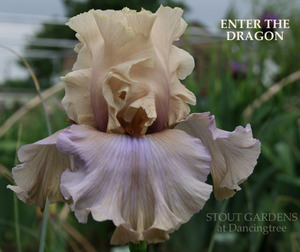 ENTER THE
DRAGON
STOUT GARDENS
at Dancingtree